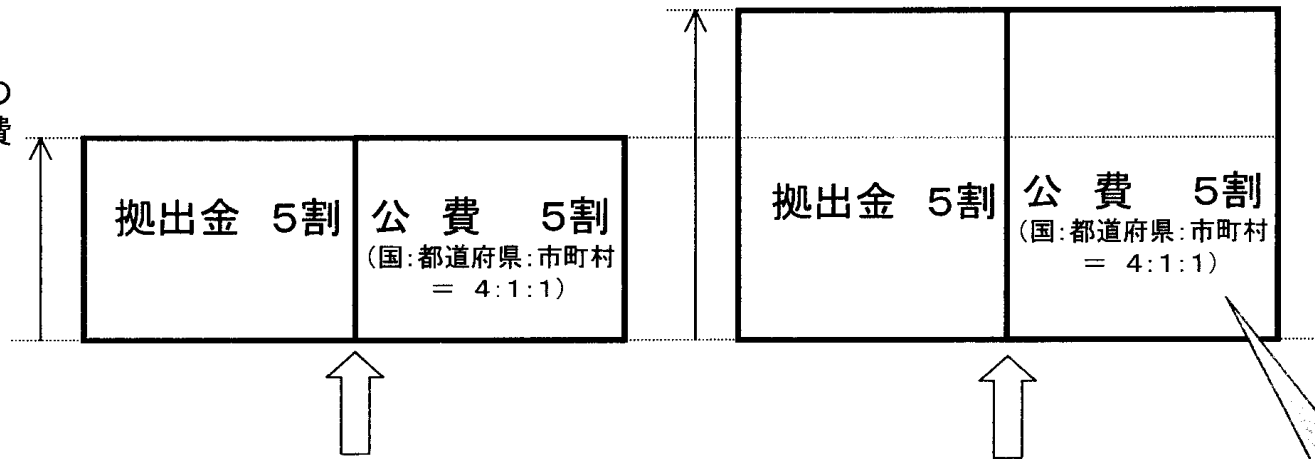 の
費
拠出金 5割
公 費 5割
(国:都道府県:市町村
= 4:1:1)
拠出金 5割
公 費 5割
(国:都道府県:市町村
= 4:1:1)